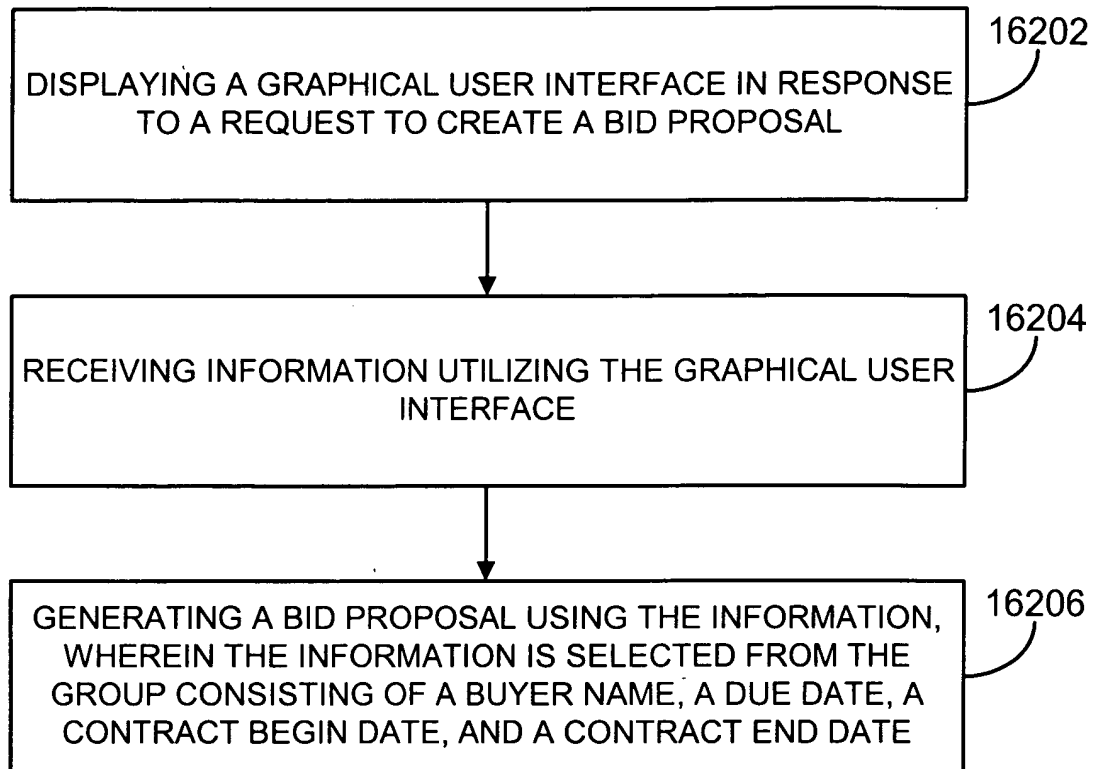 16202
DISPLAYING A GRAPHICAL USER INTERFACE IN RESPONSE
TO A REQUEST TO CREATE A BID PROPOSAL
16204
RECEIVING INFORMATION UTILIZING THE GRAPHICAL USER
INTERFACE
16206
GENERATING A BID PROPOSAL USING THE INFORMATION,
WHEREIN THE INFORMATION IS SELECTED FROM THE
GROUP CONSISTING OF A BUYER NAME, A DUE DATE, A
CONTRACT BEGIN DATE, AND A CONTRACT END DATE